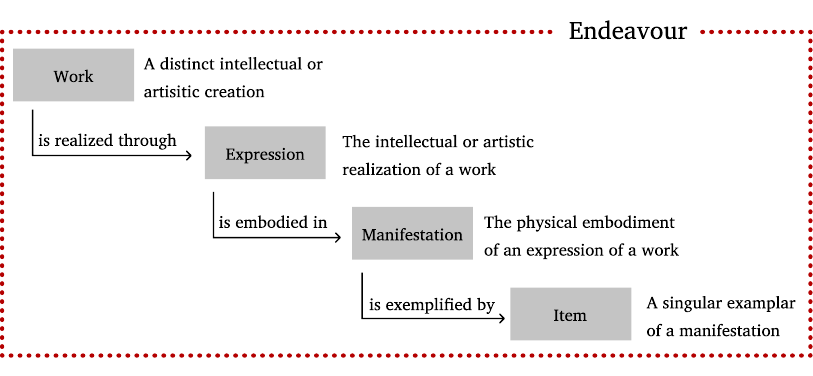 Endeavour
Work
A distinct intellectual or
artisitic creation
is realized through
Expression
The intellectual or artistic
realization of a work
is embodied in
Manifestation
The physical embodiment
of an expression of a work
is exemplified by
Item
A singular examplar
of a manifestation